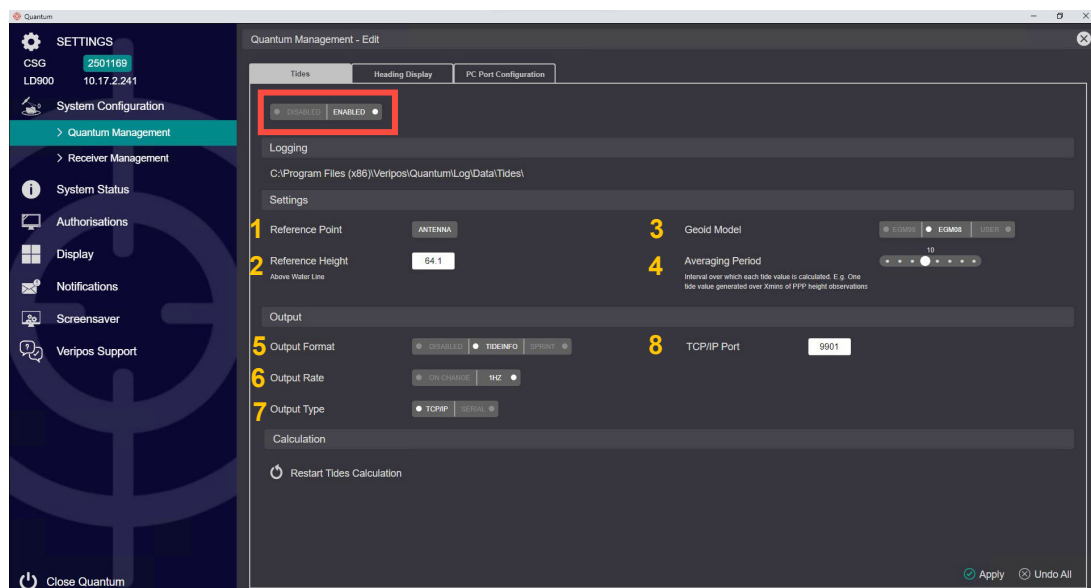 Quantum
SETTINGS
CSG 2501169
LD900 10.17.2.241
System Configuration
> Quantum Management
> Receiver Management
System Status
Authorisations
Display
Notifications
Screensaver
Veripos Support
Close Quantum
Quantum Management - Edit
Tides Heading Display PC Port Configuration
DISABLED ENABLED
Logging
C:\Program Files (x86)\Veripos\Quantum\Log\Data\Tides\
Settings
1 Reference Point ANTENNA
2 Reference Height 64.1
Above Water Line
3 Geoid Model EGM96 EGM08 USER
4 Averaging Period 10
Interval over which each tide value is calculated. E.g. One
tide value generated over Xmins of PPP height observations
Output
5 Output Format DISABLED TIDEINFO SPRINT
6 Output Rate ON CHANGE 1HZ
7 Output Type TCP/IP SERIAL
8 TCP/IP Port 9901
Calculation
Restart Tides Calculation
Apply Undo All